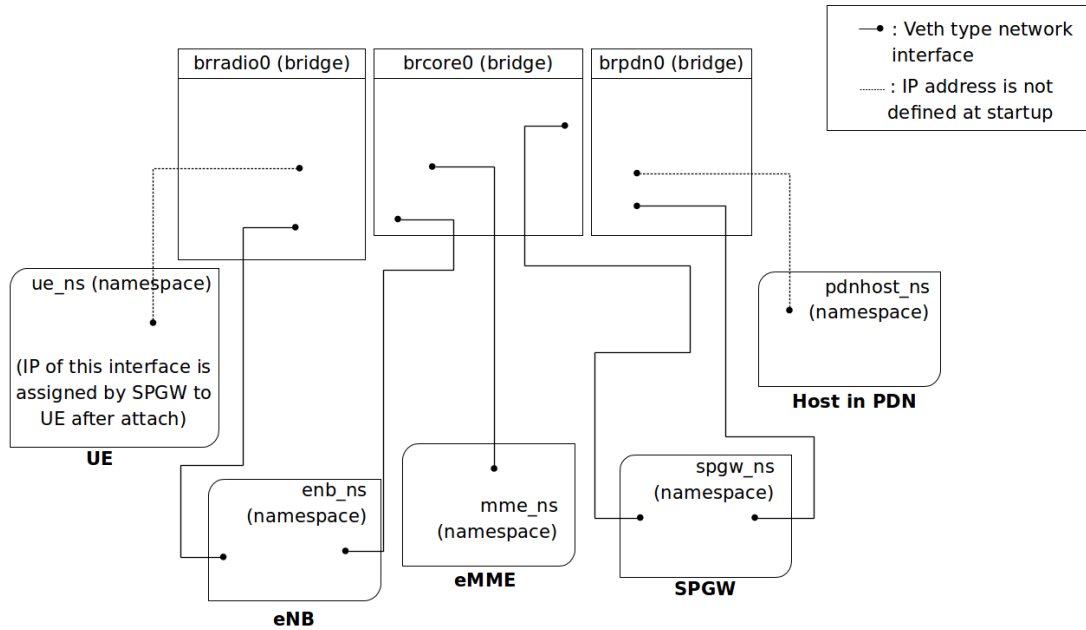 brradio0 (bridge)
brcore0 (bridge)
brpdn0 (bridge)
: Veth type network
interface
: IP address is not
defined at startup
ue_ns (namespace)
(IP of this interface is
assigned by SPGW to
UE after attach)
UE
pdnhost_ns
(namespace)
Host in PDN
enb_ns
(namespace)
eNB
mme_ns
(namespace)
eMME
spgw_ns
(namespace)
SPGW